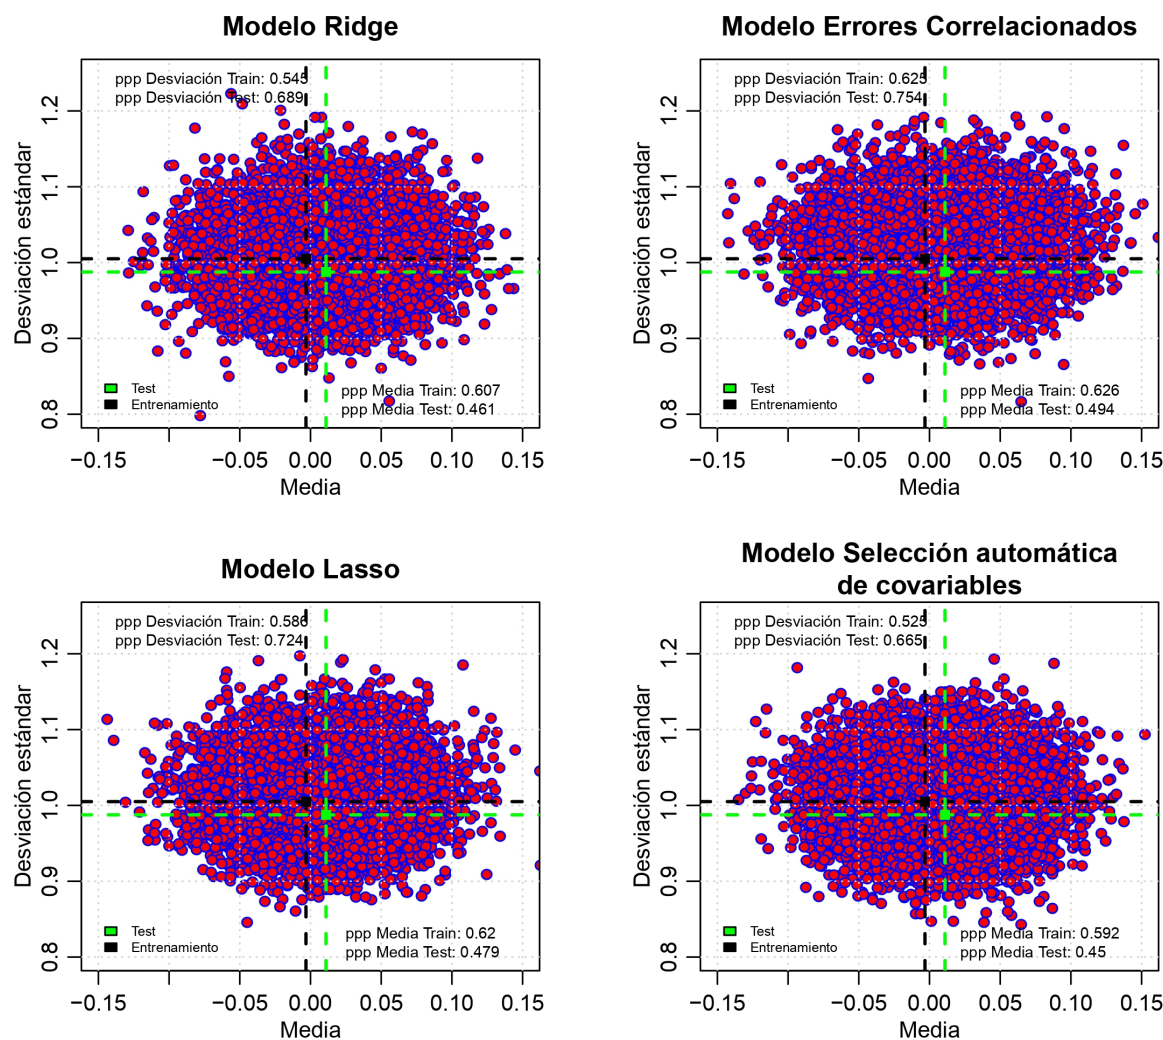 Modelo Ridge
ppp Desviación Train: 0.545
ppp Desviación Test: 0.689
Desviación estándar
0.8
0.9
1.0
1.1
1.2
Test
Entrenamiento
ppp Media Train: 0.607
ppp Media Test: 0.461
−0.15
−0.05
0.00
0.05
0.10
0.15
Media
Modelo Errores Correlacionados
ppp Desviación Train: 0.625
ppp Desviación Test: 0.754
Desviación estándar
0.8
0.9
1.0
1.1
1.2
Test
Entrenamiento
ppp Media Train: 0.626
ppp Media Test: 0.494
−0.15
−0.05
0.00
0.05
0.10
0.15
Media
Modelo Lasso
ppp Desviación Train: 0.586
ppp Desviación Test: 0.724
Desviación estándar
0.8
0.9
1.0
1.1
1.2
Test
Entrenamiento
ppp Media Train: 0.62
ppp Media Test: 0.479
−0.15
−0.05
0.00
0.05
0.10
0.15
Media
Modelo Selección automática
de covariables
ppp Desviación Train: 0.525
ppp Desviación Test: 0.665
Desviación estándar
0.8
0.9
1.0
1.1
1.2
Test
Entrenamiento
ppp Media Train: 0.592
ppp Media Test: 0.45
−0.15
−0.05
0.00
0.05
0.10
0.15
Media